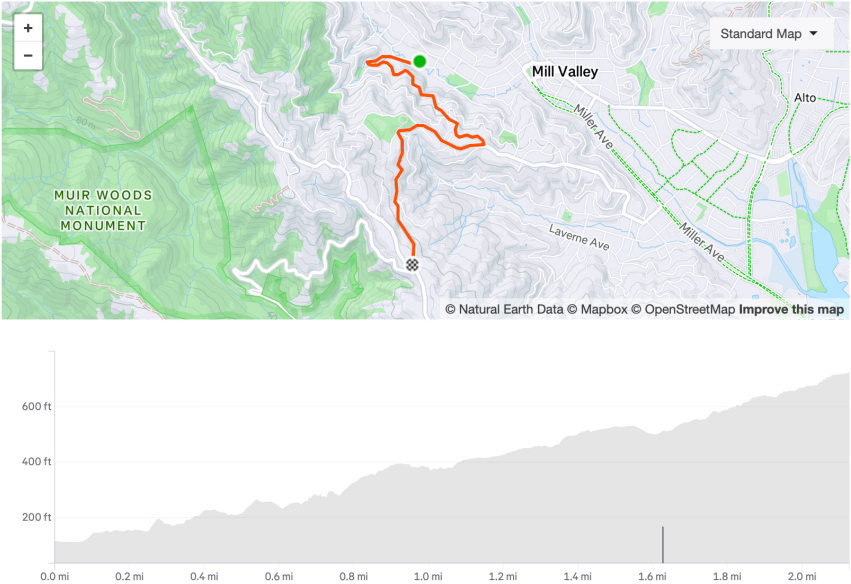 +
Standard Map
−
Mill Valley
Alto
Miller Ave
MUIR WOODS
NATIONAL
MONUMENT
Laverne Ave
Miller Ave
© Natural Earth Data © Mapbox © OpenStreetMap Improve this map
600 ft
400 ft
200 ft
0.0 mi 0.2 mi 0.4 mi 0.6 mi 0.8 mi 1.0 mi 1.2 mi 1.4 mi 1.6 mi 1.8 mi 2.0 mi